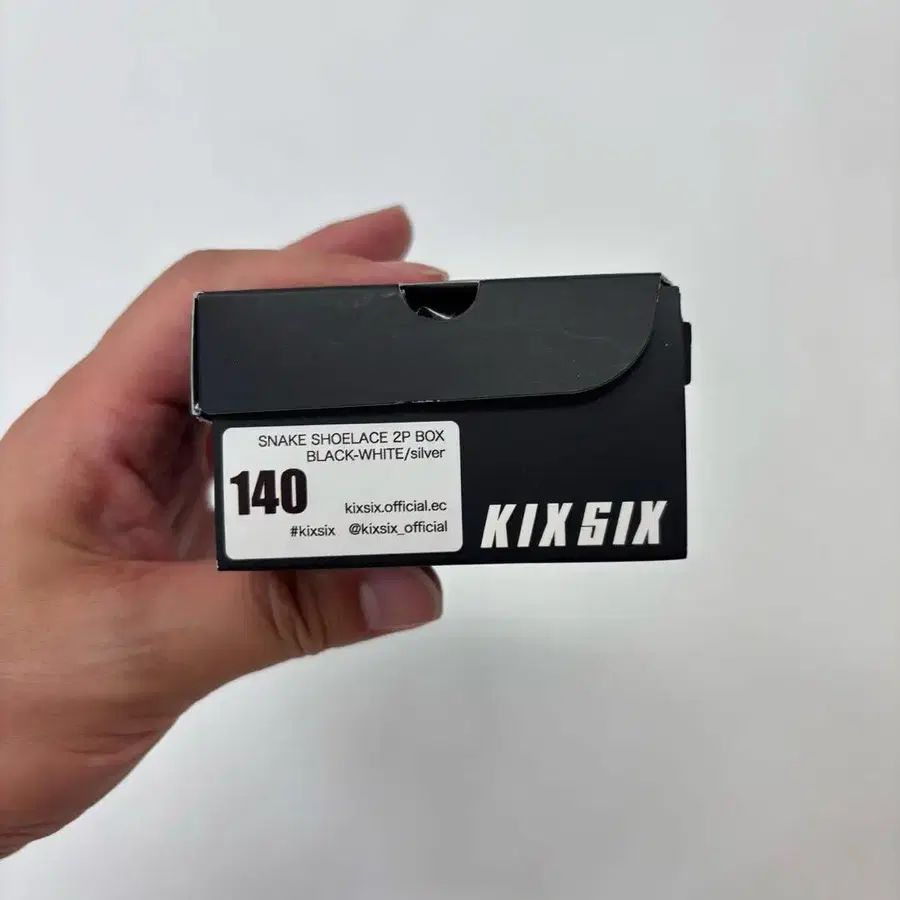 SNAKE SHOELACE 2P BOX
BLACK-WHITE/silver
140
kixsix.official.ec
#kixsix @kixsix_official
KIXSIX